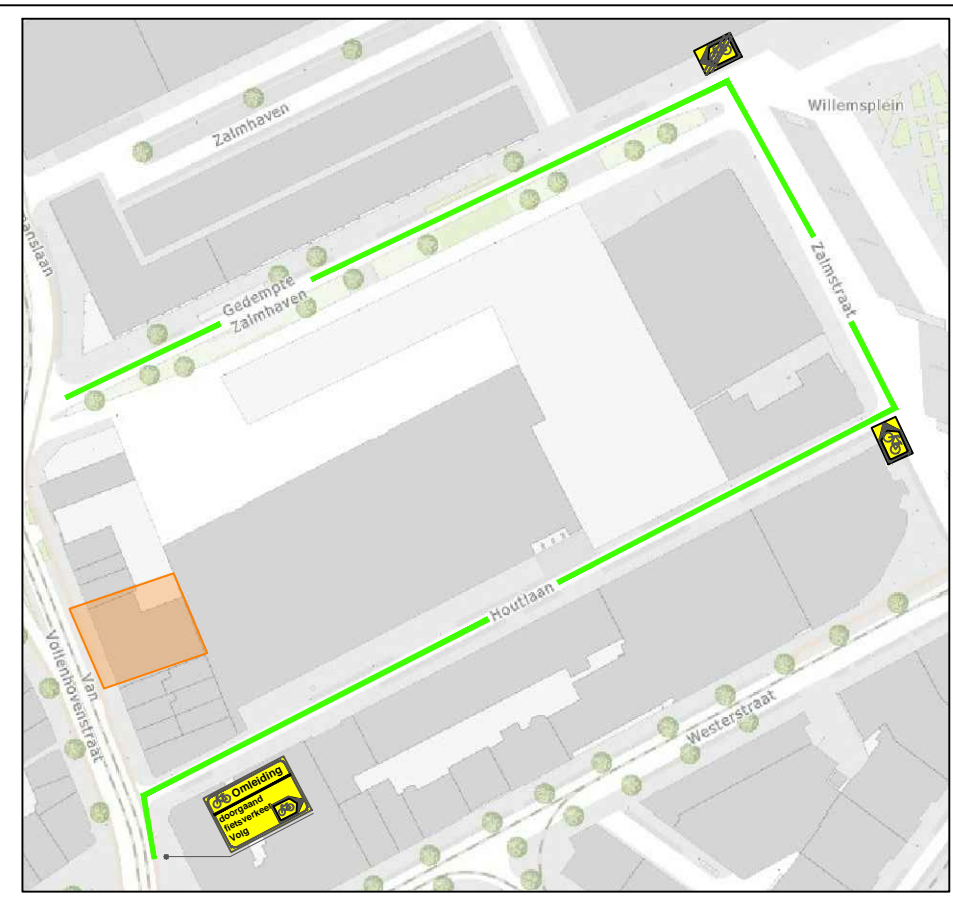 Willemsplein
Zalmhaven
Zalmstraat
Gedempte
Zalmhaven
Houtlaan
Van
Vollenhovenstraat
Westerstraat
Omleiding
doorgaand
fietsverkeer
Volg